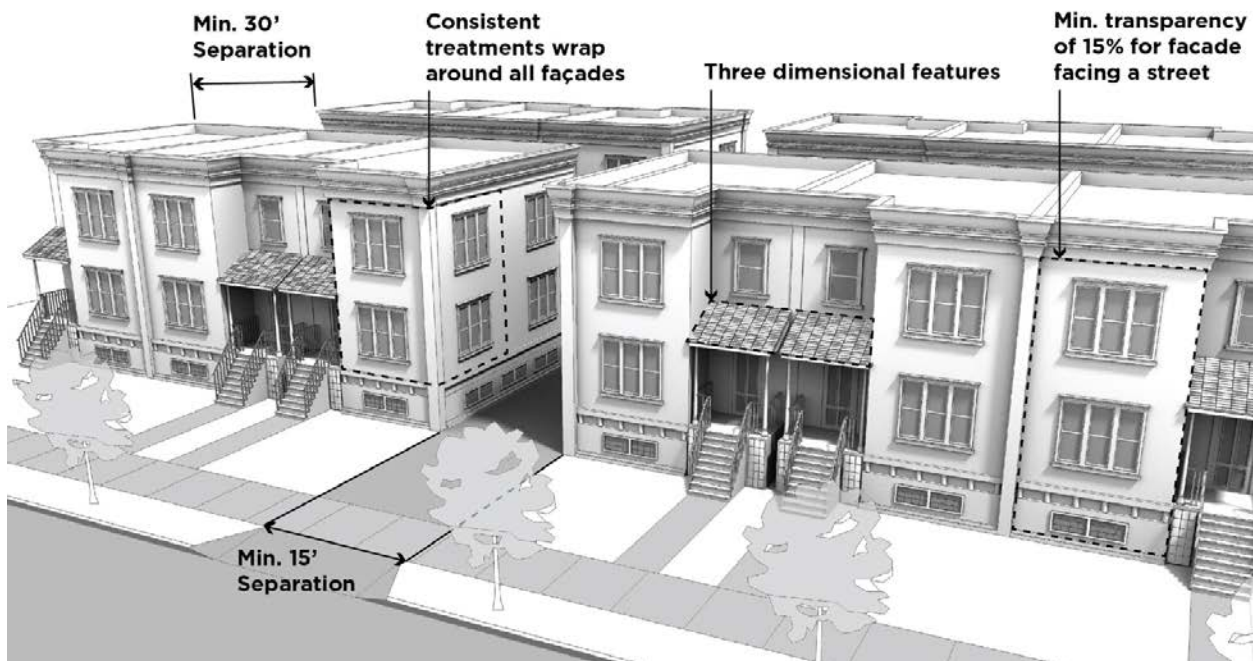 Min. 30’
Separation
Consistent
treatments wrap
around all façades
Three dimensional features
Min. transparency
of 15% for facade
facing a street
Min. 15’
Separation